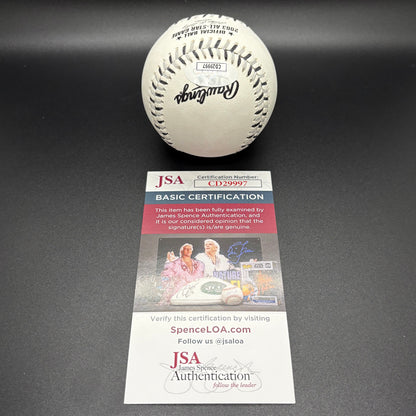 OFFICIAL BALL
2003 ALL-STAR GAME
CD29997
Rawlings
JSA
Certification Number:
CD29997
BASIC CERTIFICATION
This item has been fully examined by
James Spence Authentication, and
it is our considered opinion that the
signature(s) is/are genuine.
Verify this certification by visiting
SpenceLOA.com
Follow us @jsaloa
JSA
James Spence
Authentication
follow the leader